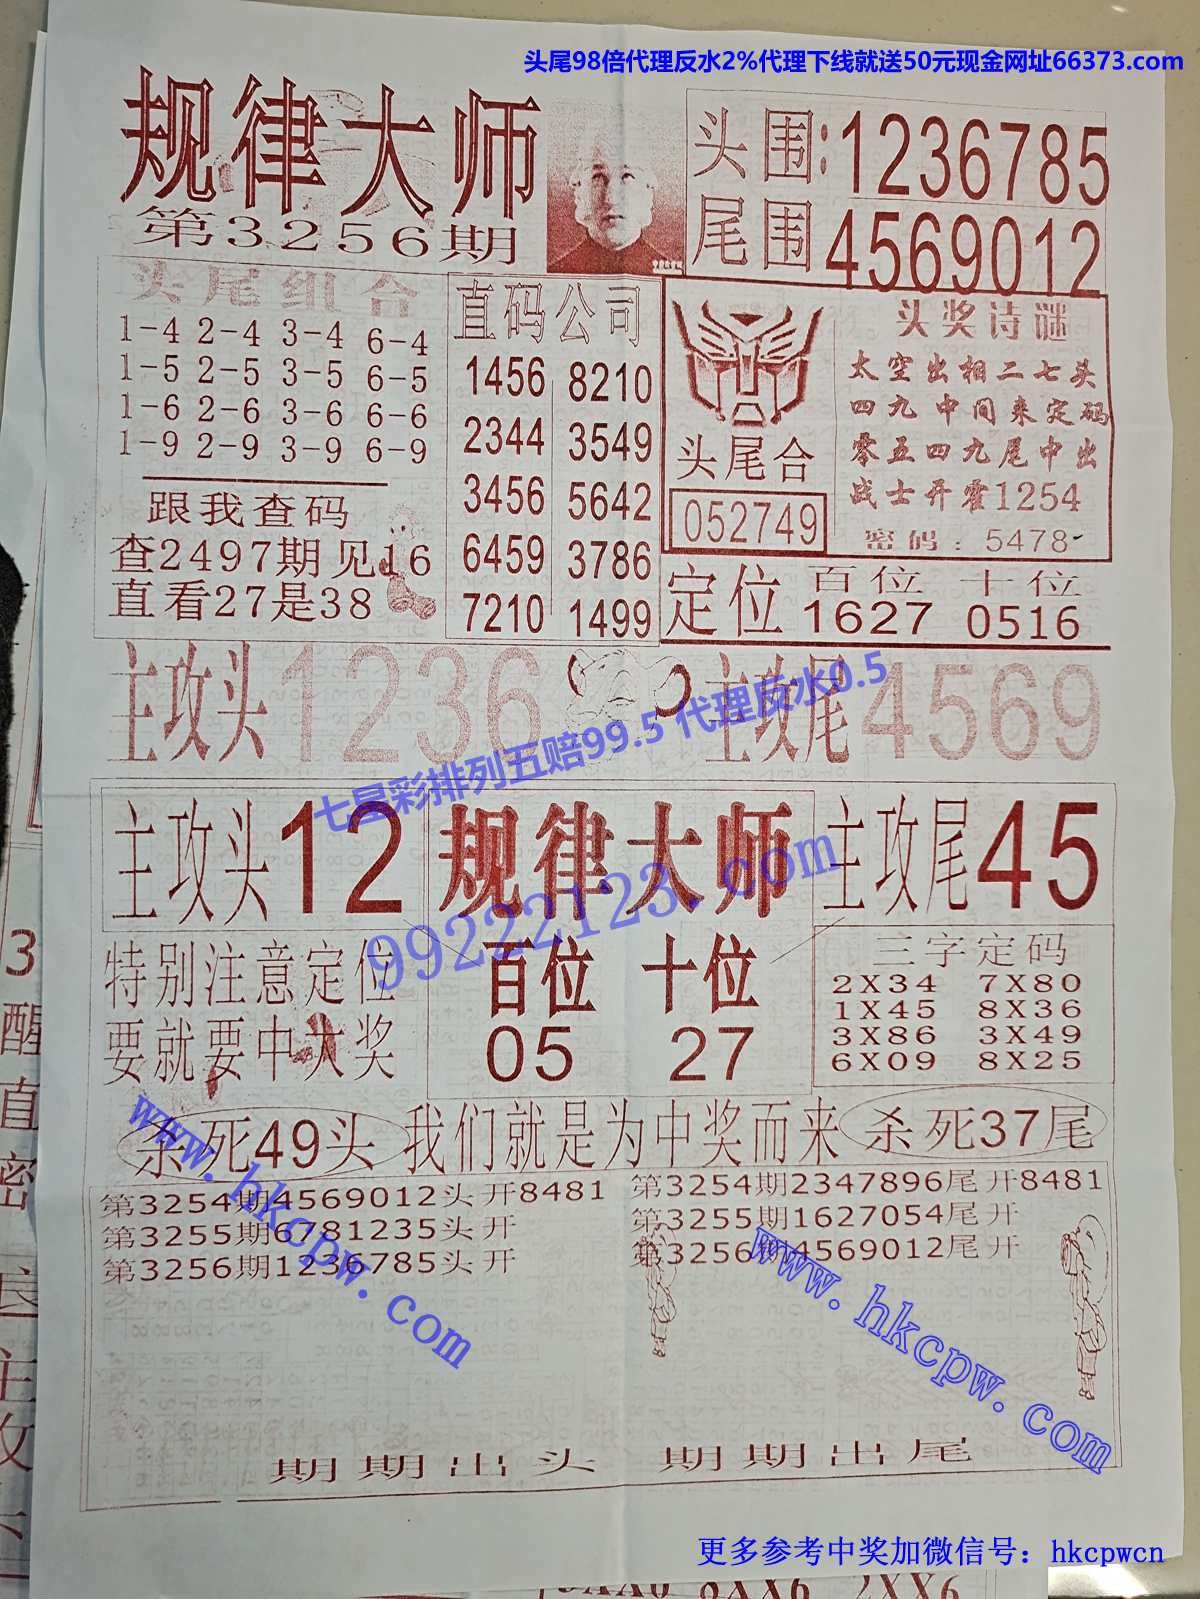 头尾98倍代理反水2%代理下线就送50元现金网址66373.com
规律大师
第3256期
头围:1236785
尾围4569012
头尾组合
1-4 2-4 3-4 6-4
1-5 2-5 3-5 6-5
1-6 2-6 3-6 6-6
1-9 2-9 3-9 6-9
跟我查码
查2497期见16
直看27是38
直码公司
1456 8210
2344 3549
3456 5642
6459 3786
7210 1499
头尾合
052749
头奖诗谜
太空出相二七头
四九中间来定码
零五四九尾中出
战士开霍1254
密码:5478
定位 百位 十位
1627 0516
主攻头1236
主攻尾4569
七星彩排列五赔99.5 代理反水0.5
主攻头12
规律大师
主攻尾45
99222123.com
特别注意定位
要就要中大奖
百位 十位
05 27
三字定码
2X34 7X80
1X45 8X36
3X86 3X49
6X09 8X25
杀死49头
我们就是为中奖而来
杀死37尾
www.hkcpw.com
第3254期4569012头开8481
第3255期6781235头开
第3256期1236785头开
第3254期2347896尾开8481
第3255期1627054尾开
第3256期4569012尾开
www.hkcpw.com
期期出头 期期出尾
更多参考中奖加微信号：hkcpwcn
3
醒
直
密
主
攻